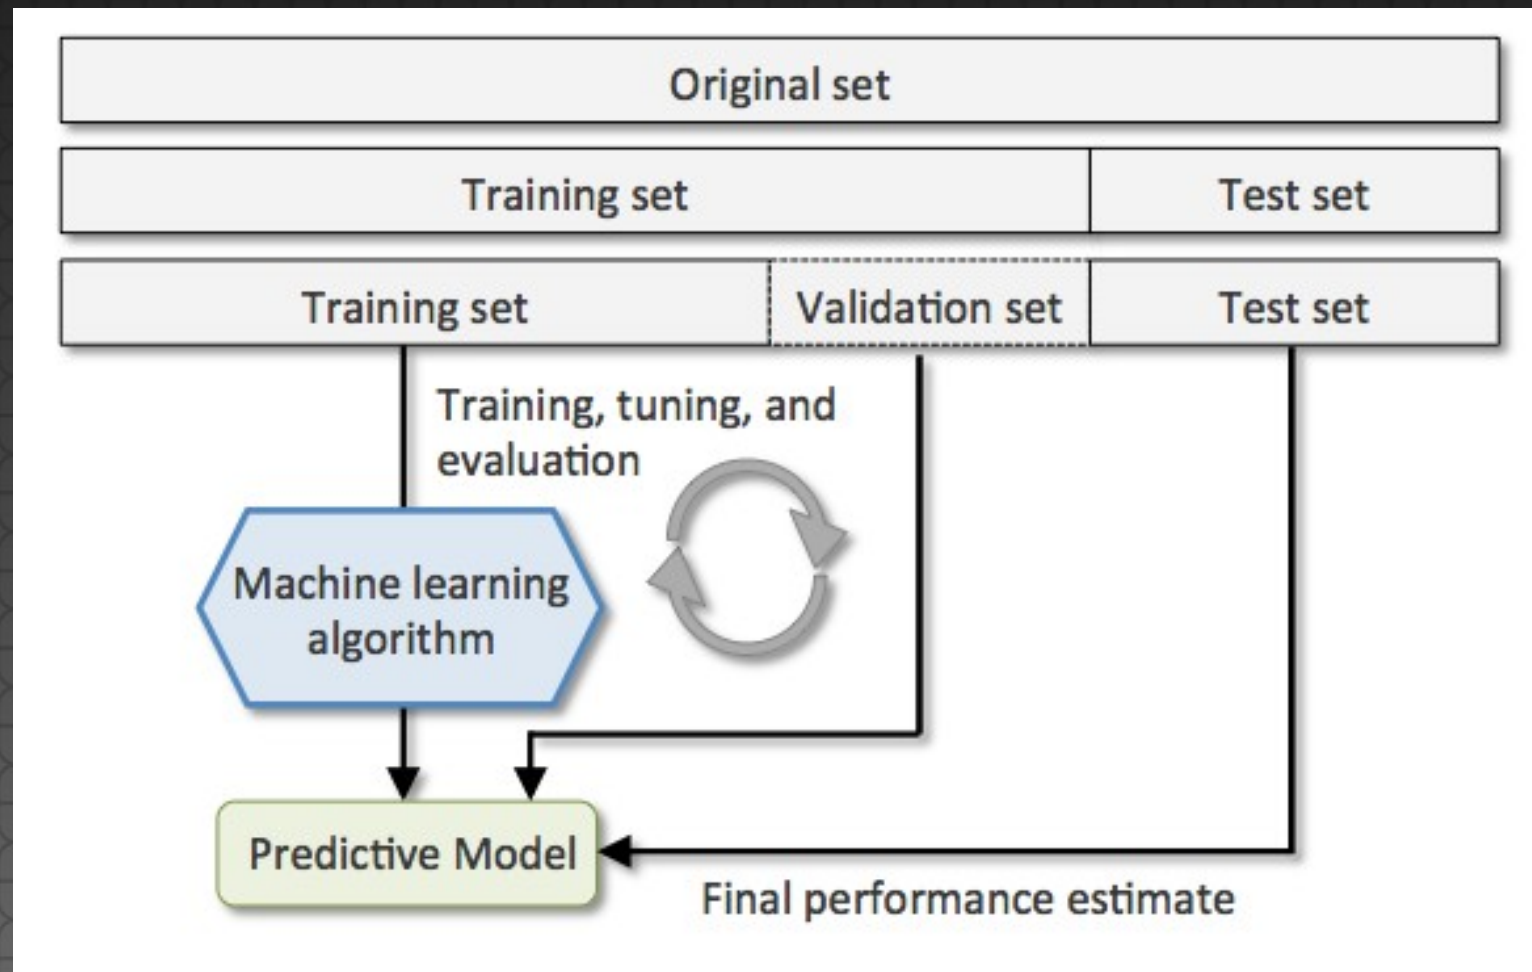 Original set
Training set
Test set
Training set
Validation set
Test set
Training, tuning, and
evaluation
Machine learning
algorithm
Predictive Model
Final performance estimate